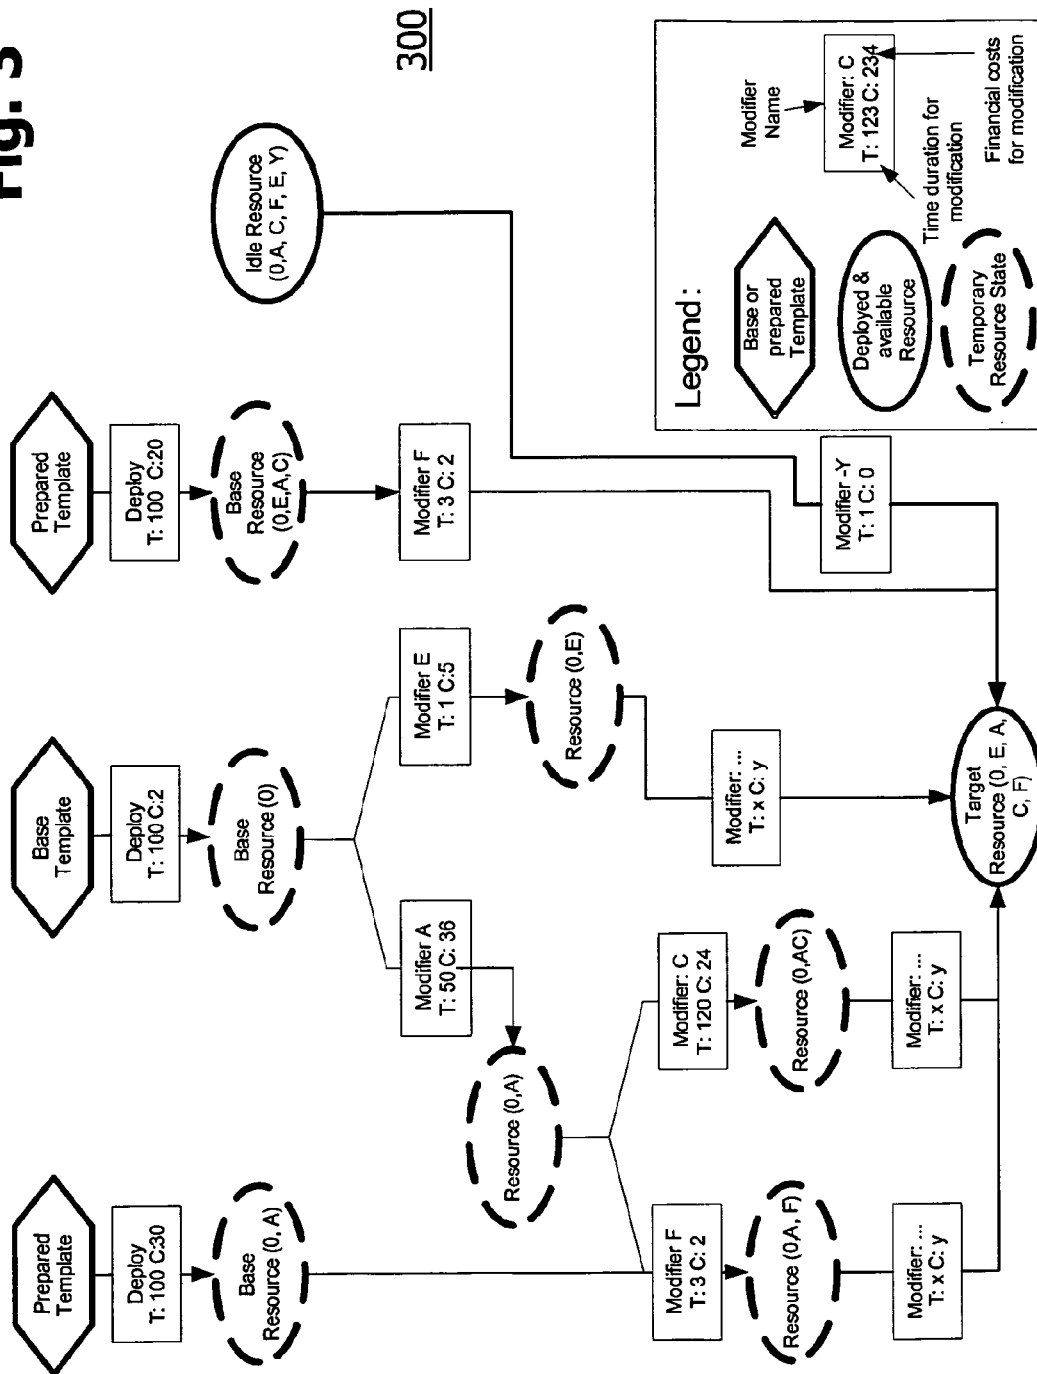 Fig. 3
300
Prepared
Template
Base
Template
Prepared
Template
Deploy
T: 100 C:30
Deploy
T: 100 C:2
Deploy
T: 100 C:20
Base
Resource (0, A)
Base
Resource (0)
Base
Resource
(0,E,A,C)
Idle Resource
(0,A, C, F, E, Y)
Modifier A
T: 50 C: 36
Modifier E
T: 1 C:5
Modifier F
T: 3 C: 2
Resource (0,A)
Resource (0,E)
Modifier F
T: 3 C: 2
Modifier: C
T: 120 C: 24
Modifier: ...
T: x C: y
Resource (0,A, F)
Resource (0,AC)
Modifier -Y
T: 1 C: 0
Modifier: ...
T: x C: y
Modifier: ...
T: x C: y
Target
Resource (0, E, A,
C, F)
Legend:
Base or
prepared
Template
Deployed &
available
Resource
Temporary
Resource State
Modifier
Name
Modifier: C
T: 123 C: 234
Time duration for
modification
Financial costs
for modification